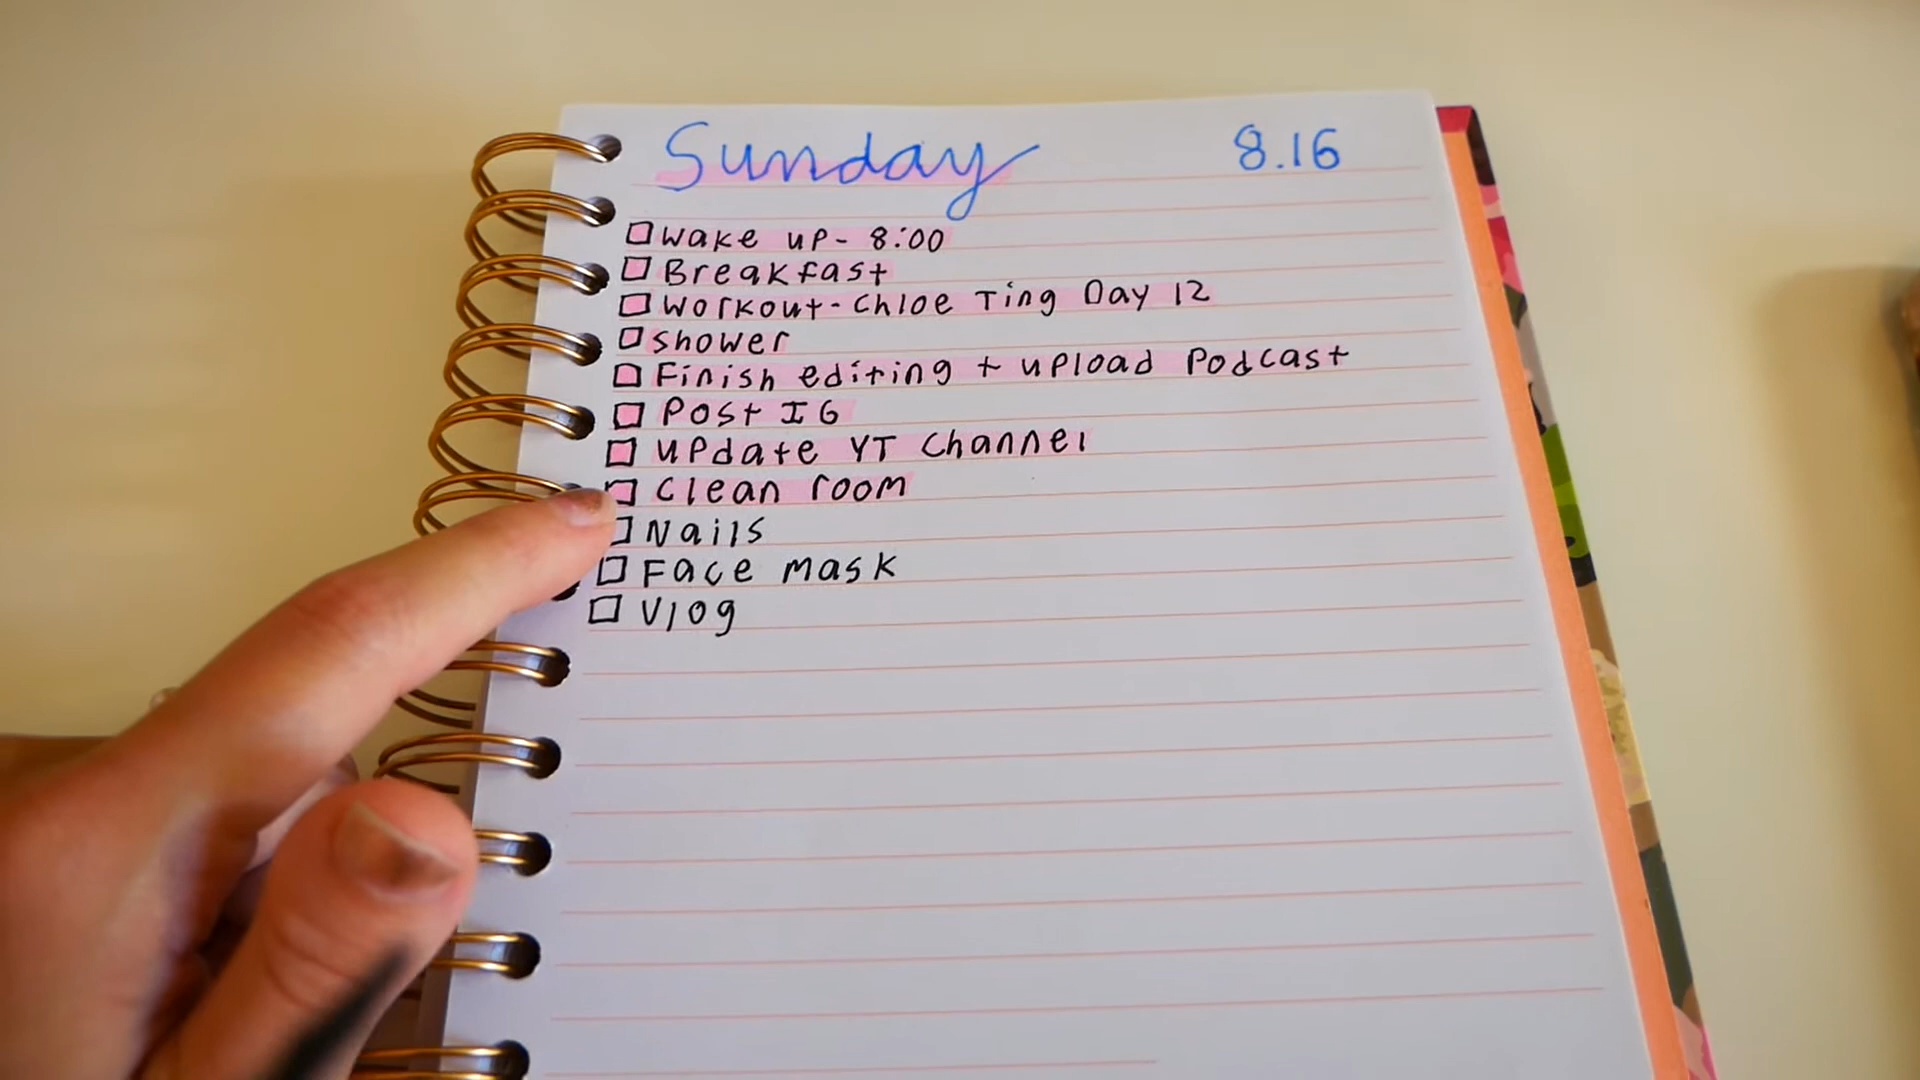 Sunday 8.16
Wake up- 8:00
Breakfast
Workout- Chloe Ting Day 12
Shower
Finish editing + upload Podcast
Post IG
Update YT Channel
Clean room
Nails
Face mask
Vlog